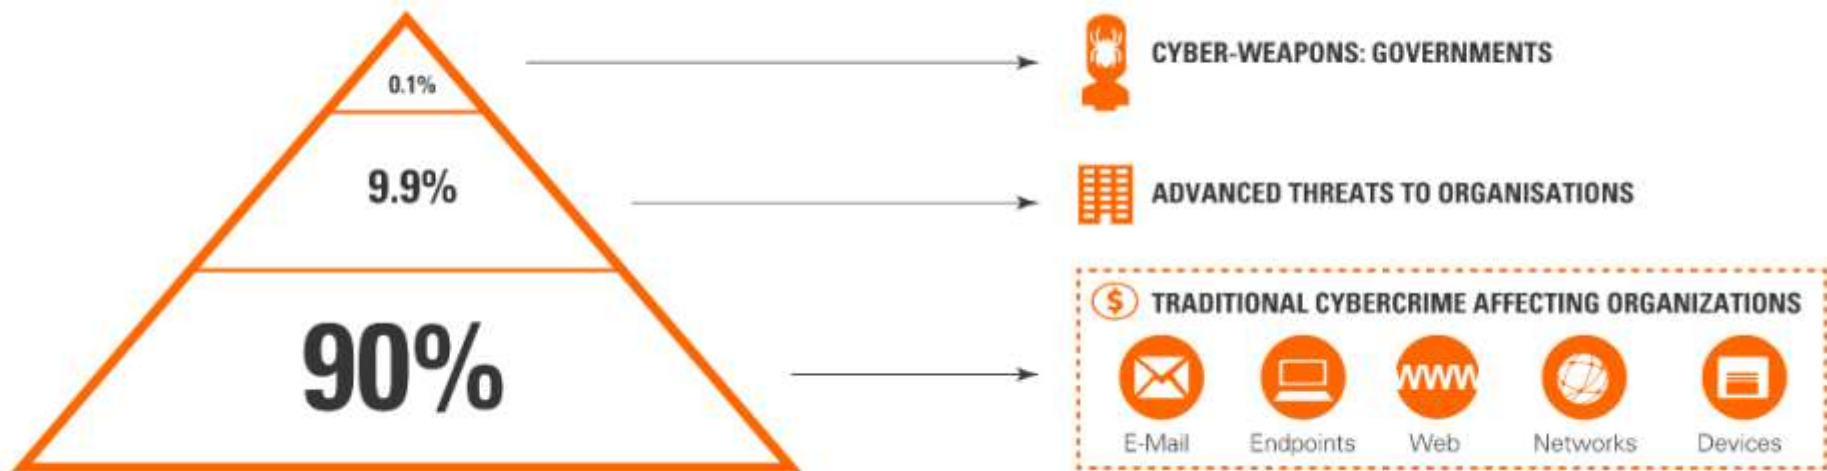 0.1%
CYBER-WEAPONS: GOVERNMENTS
9.9%
ADVANCED THREATS TO ORGANISATIONS
90%
$ TRADITIONAL CYBERCRIME AFFECTING ORGANIZATIONS
WWW
E-Mail Endpoints Web Networks Devices